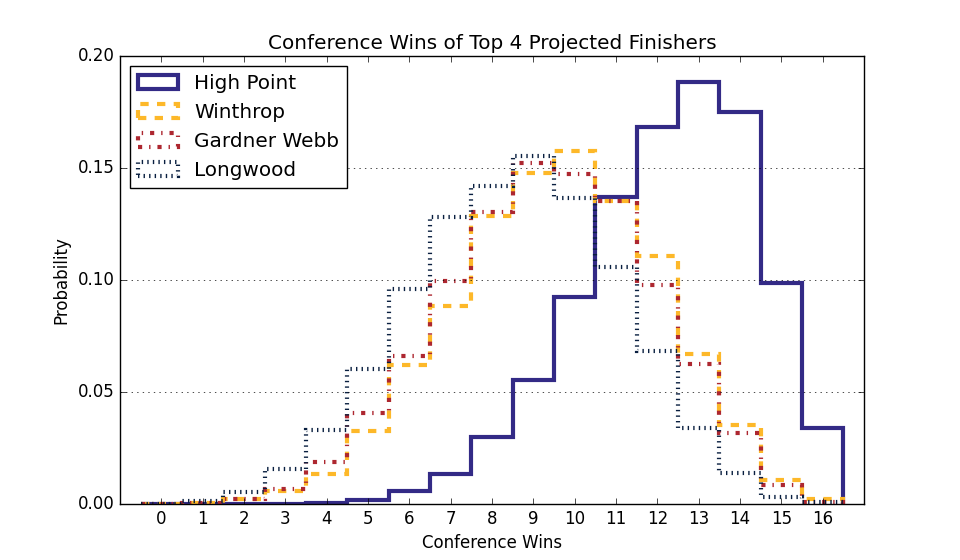 Conference Wins of Top 4 Projected Finishers
High Point
Winthrop
Gardner Webb
Longwood
0.20
0.15
0.10
0.05
0.00
Probability
0 1 2 3 4 5 6 7 8 9 10 11 12 13 14 15 16
Conference Wins